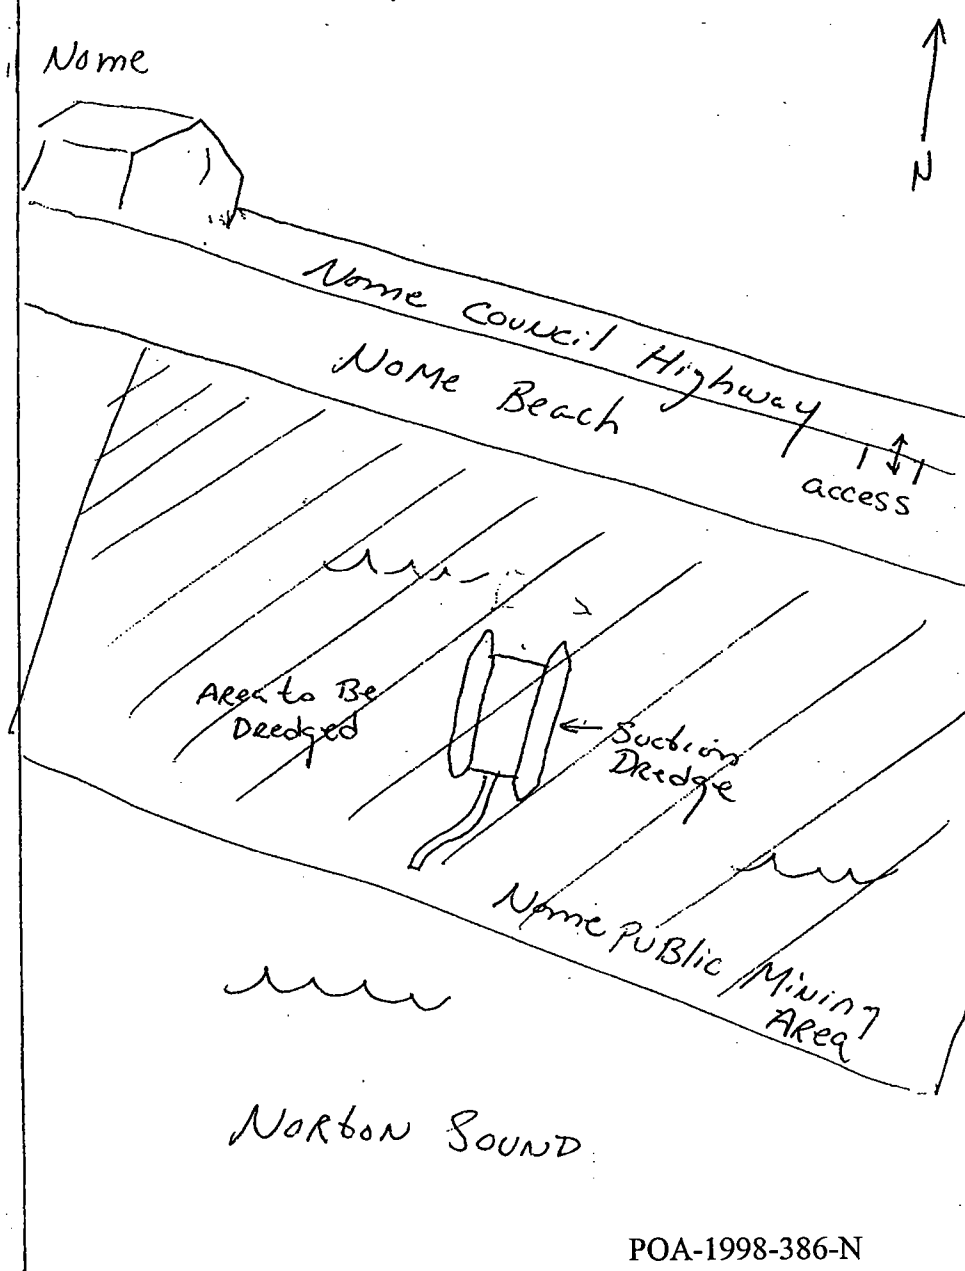 Nome
N
Nome Council Highway
Nome Beach
access
Area to Be
Dredged
Suction
Dredge
Nome Public Mining
Area
Norton Sound
POA-1998-386-N